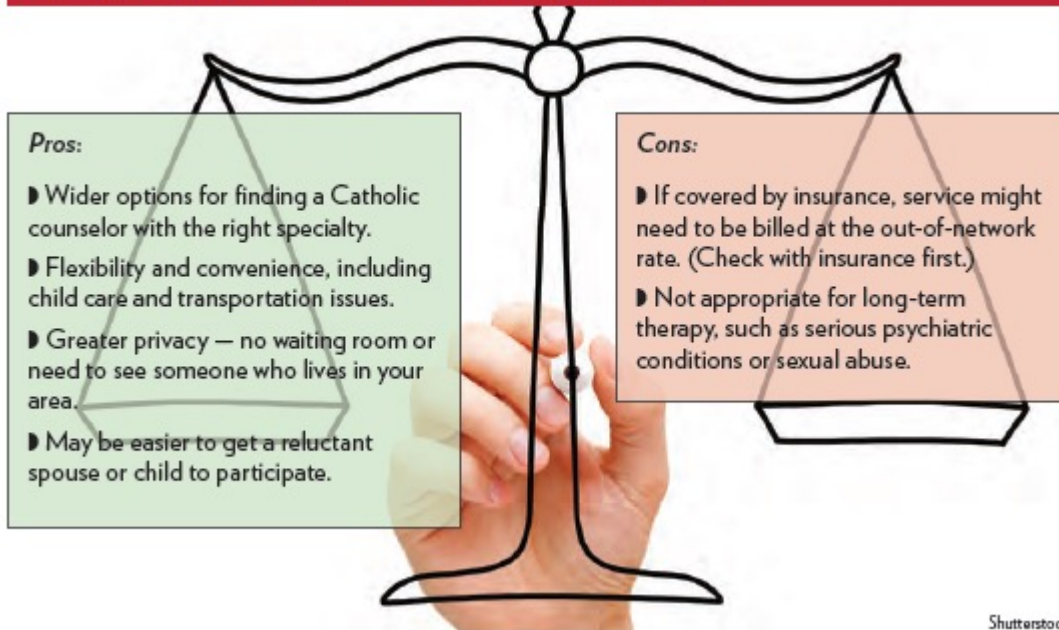 Pros:
◗ Wider options for finding a Catholic
counselor with the right specialty.
◗ Flexibility and convenience, including
child care and transportation issues.
◗ Greater privacy — no waiting room or
need to see someone who lives in your
area.
◗ May be easier to get a reluctant
spouse or child to participate.
Cons:
◗ If covered by insurance, service might
need to be billed at the out-of-network
rate. (Check with insurance first.)
◗ Not appropriate for long-term
therapy, such as serious psychiatric
conditions or sexual abuse.